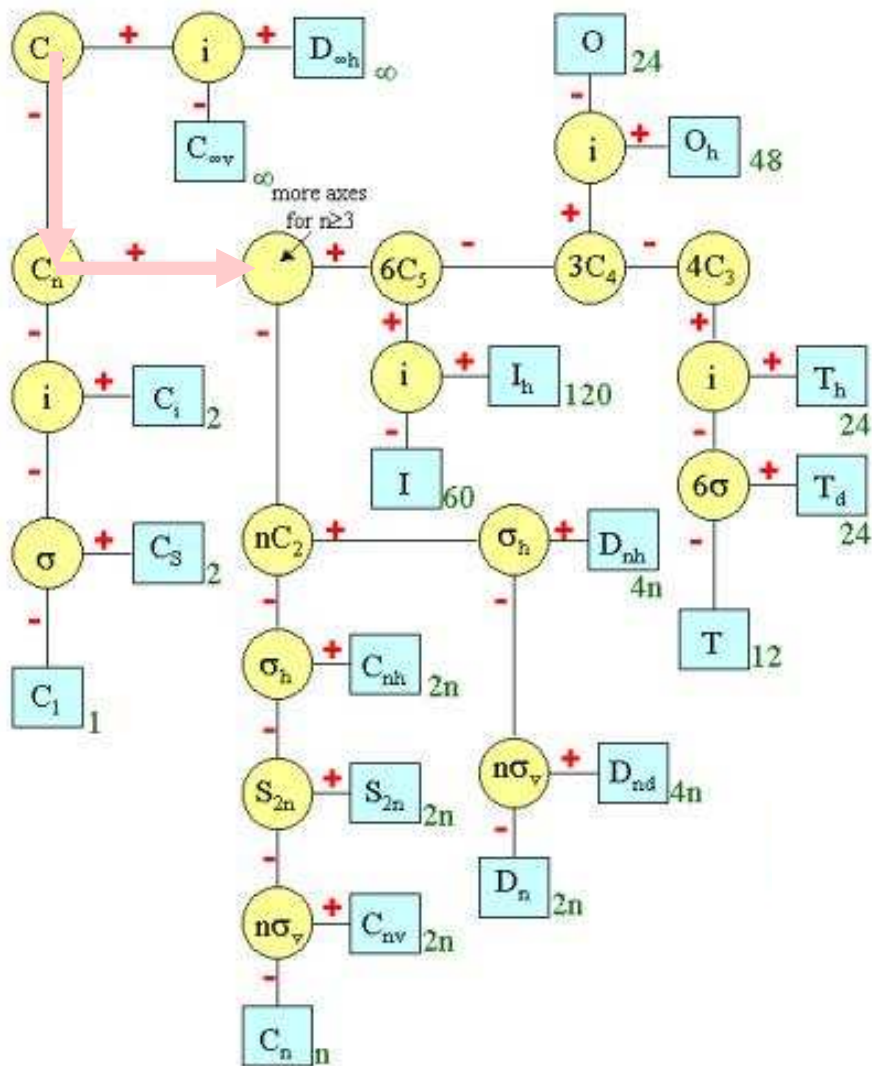 C + i + D∞h ∞
-
-
C∞v ∞
O 24
-
i + Oh 48
+
more axes
for n≥3
Cn + + 6C5 - 3C4 - 4C3
-
i + Ci 2
-
σ + CS 2
-
C1 1
-
+
i + Ih 120
-
I 60
+
i + Th 24
-
6σ + Td 24
-
T 12
nC2 + σh + Dnh 4n
-
σh + Cnh 2n
-
S2n + S2n 2n
-
nσv + Cnv 2n
-
Cn n
-
nσv + Dnd 4n
-
Dn 2n